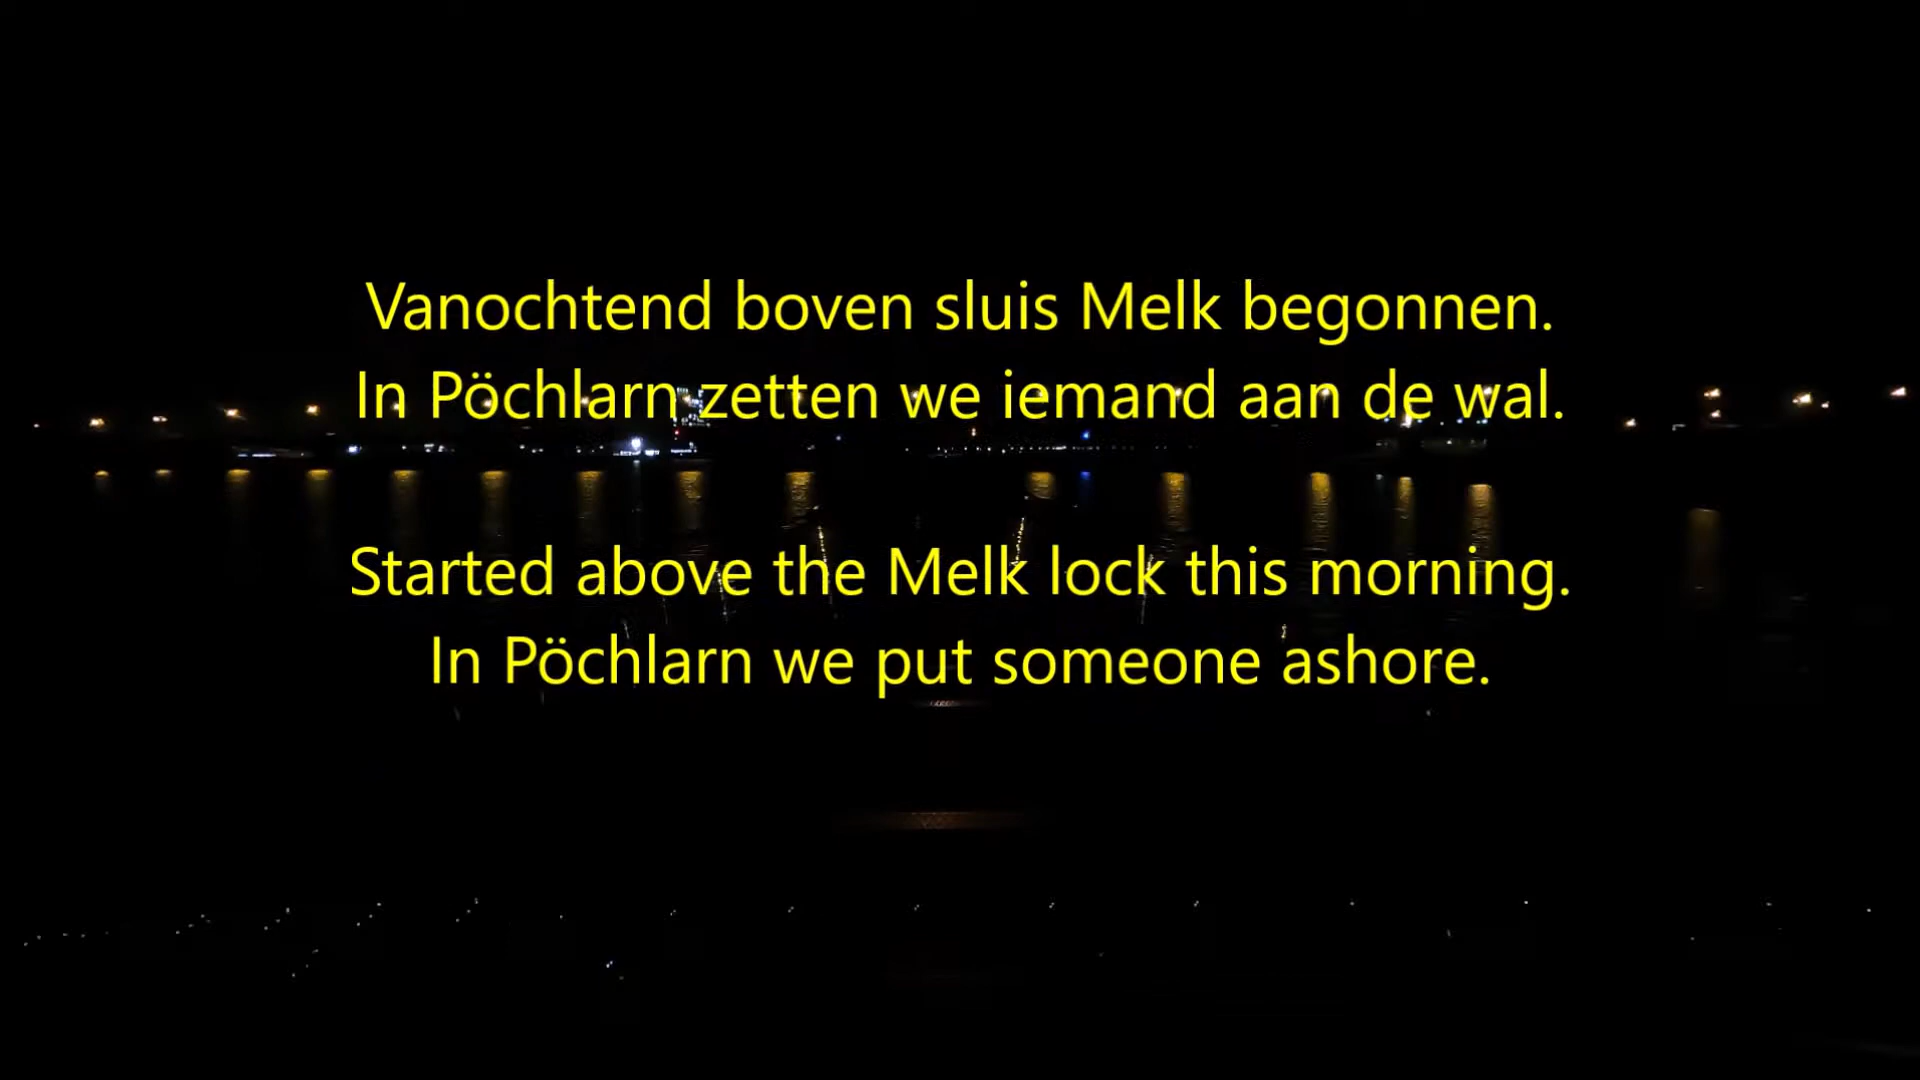 Vanochtend boven sluis Melk begonnen.
In Pöchlarn zetten we iemand aan de wal.
Started above the Melk lock this morning.
In Pöchlarn we put someone ashore.